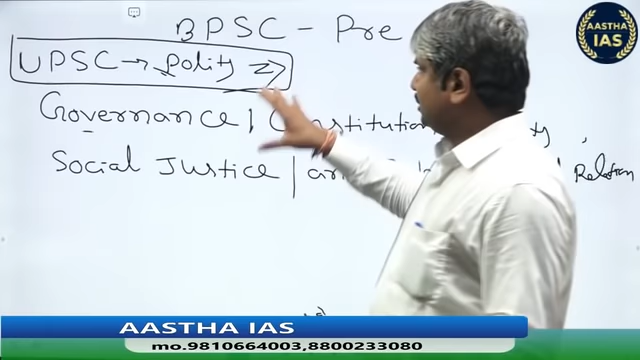 BPSC - Pre
AASTHA
IAS
UPSC → Polity
Governance, Constitution
Social Justice | Relation
AASTHA IAS
mo.9810664003,8800233080